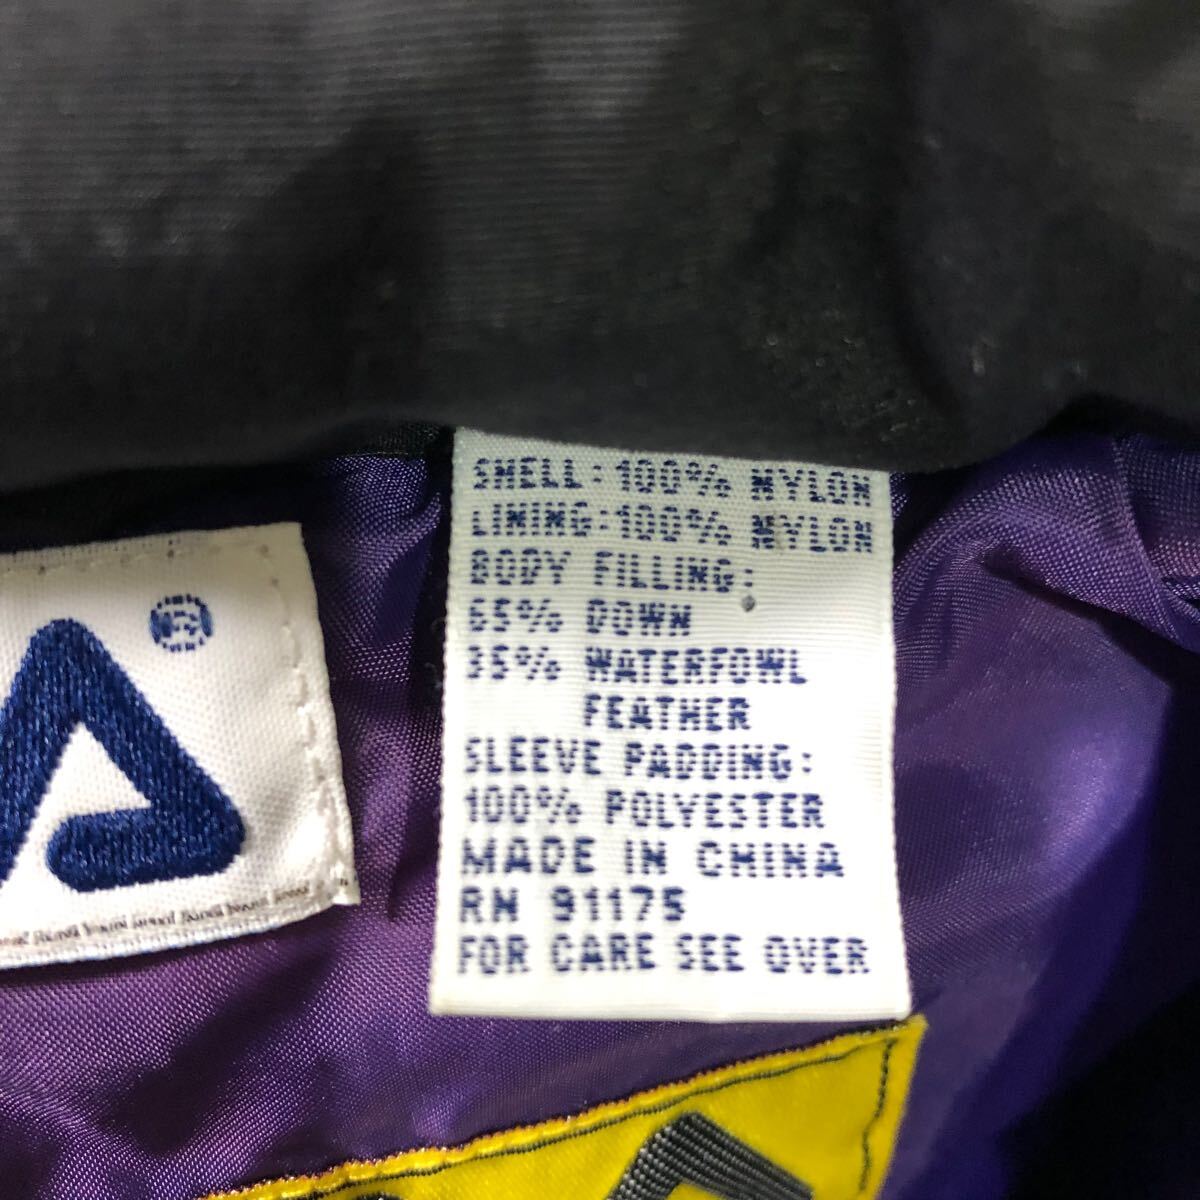 SHELL:100% NYLON
LINING:100% NYLON
BODY FILLING:
65% DOWN
35% WATERFOWL
FEATHER
SLEEVE PADDING:
100% POLYESTER
MADE IN CHINA
RN 91175
FOR CARE SEE OVER
®